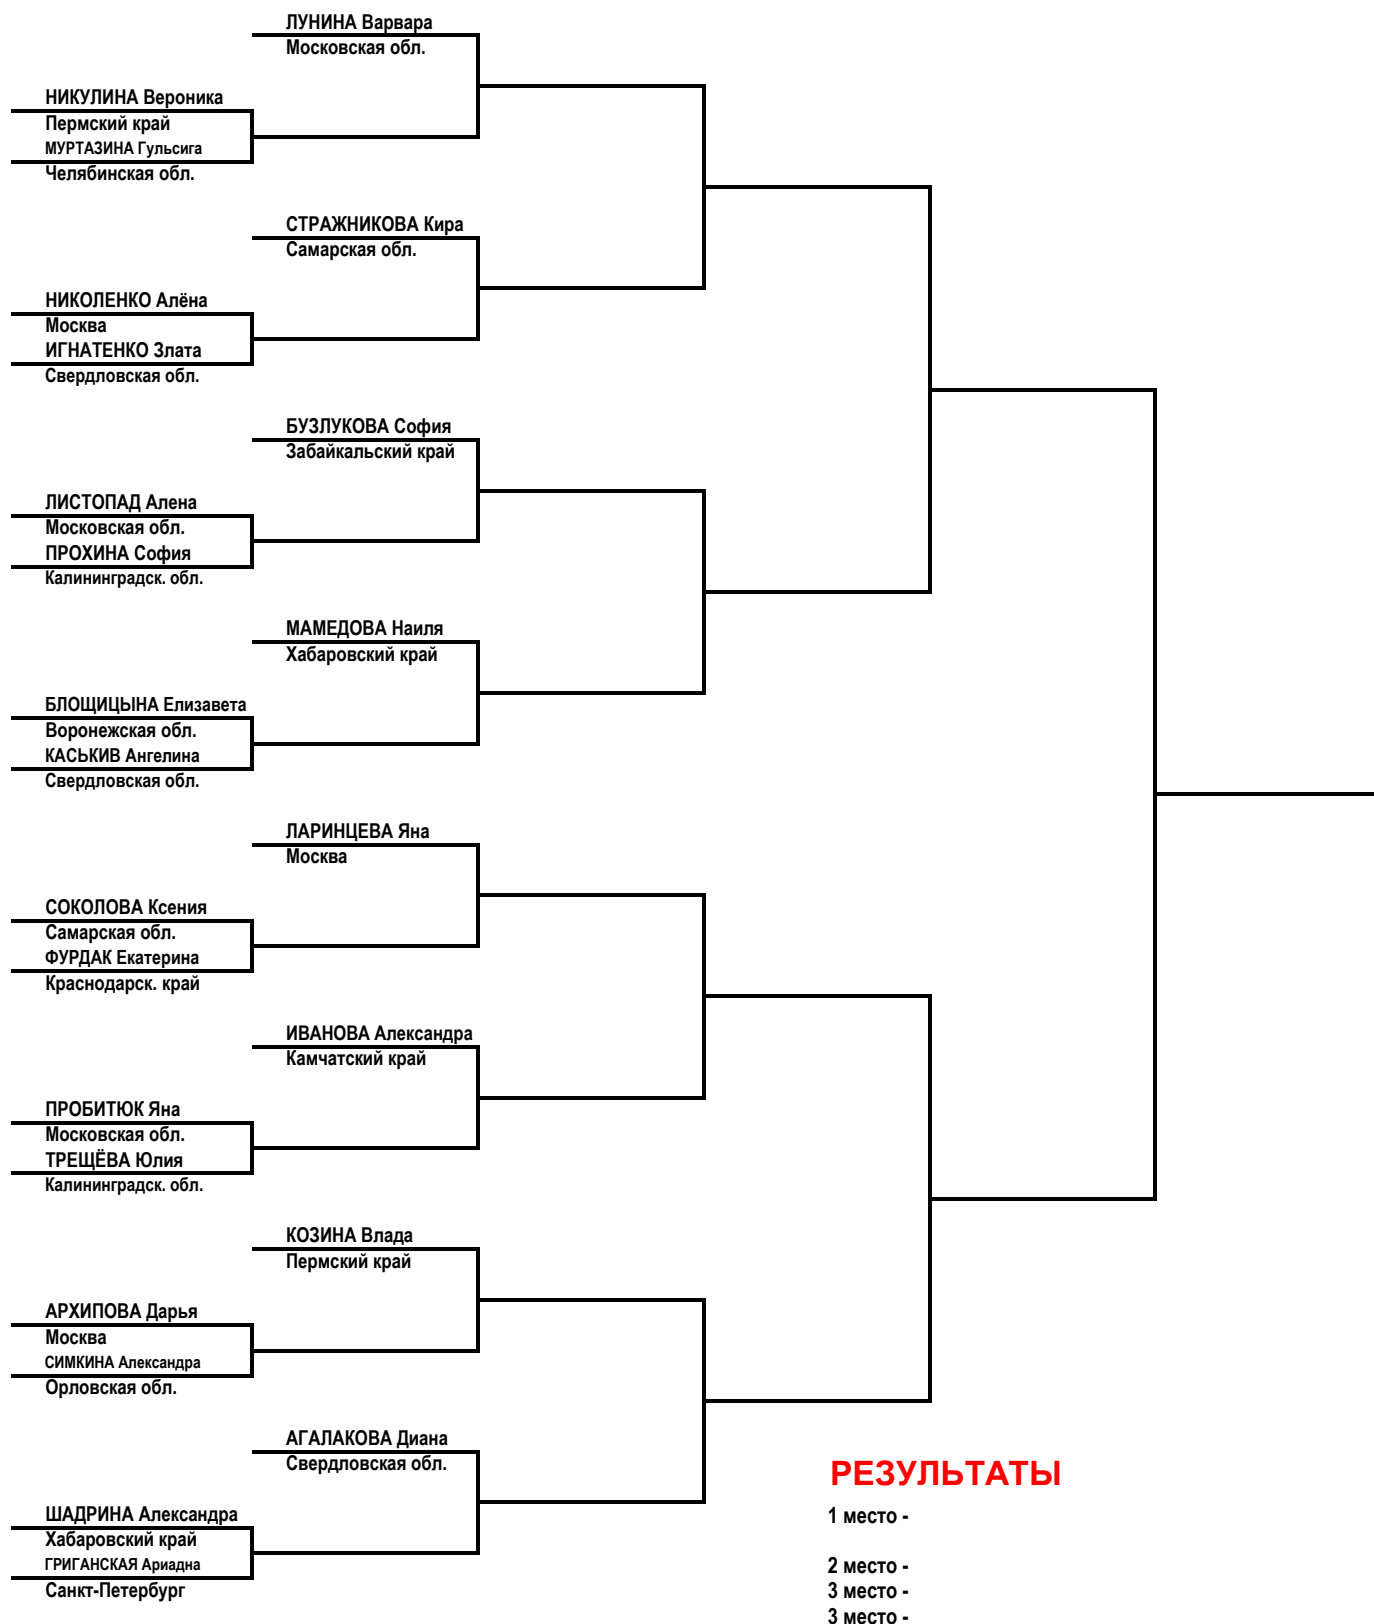 ЛУНИНА Варвара
Московская обл.
НИКУЛИНА Вероника
Пермский край
МУРТАЗИНА Гульсига
Челябинская обл.
СТРАЖНИКОВА Кира
Самарская обл.
НИКОЛЕНКО Алёна
Москва
ИГНАТЕНКО Злата
Свердловская обл.
БУЗЛУКОВА София
Забайкальский край
ЛИСТОПАД Алена
Московская обл.
ПРОХИНА София
Калининградск. обл.
МАМЕДОВА Наиля
Хабаровский край
БЛОЩИЦЫНА Елизавета
Воронежская обл.
КАСЬКИВ Ангелина
Свердловская обл.
ЛАРИНЦЕВА Яна
Москва
СОКОЛОВА Ксения
Самарская обл.
ФУРДАК Екатерина
Краснодарск. край
ИВАНОВА Александра
Камчатский край
ПРОБИТЮК Яна
Московская обл.
ТРЕЩЁВА Юлия
Калининградск. обл.
КОЗИНА Влада
Пермский край
АРХИПОВА Дарья
Москва
СИМКИНА Александра
Орловская обл.
АГАЛАКОВА Диана
Свердловская обл.
ШАДРИНА Александра
Хабаровский край
ГРИГАНСКАЯ Ариадна
Санкт-Петербург
РЕЗУЛЬТАТЫ
1 место -
2 место -
3 место -
3 место -